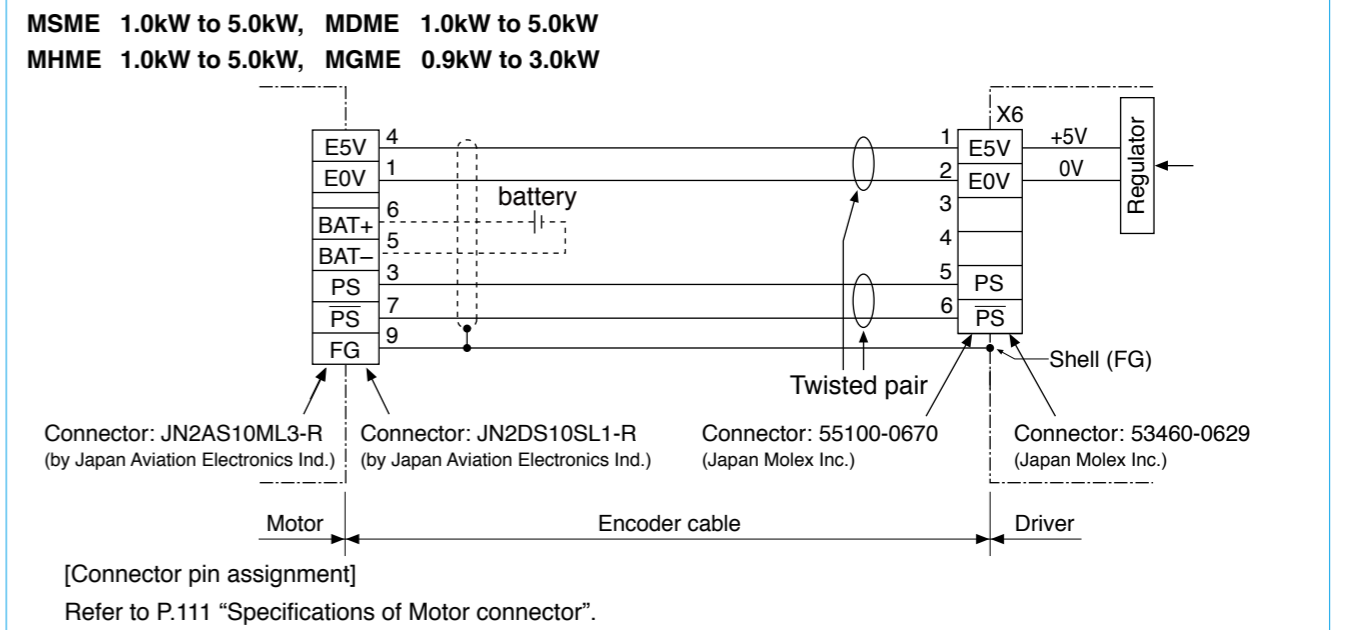 MSME 1.0kW to 5.0kW, MDME 1.0kW to 5.0kW
MHME 1.0kW to 5.0kW, MGME 0.9kW to 3.0kW
X6
E5V 4 1 E5V +5V
E0V 1 2 E0V 0V
Regulator
battery
3
BAT+ 6
4
BAT– 5
PS 3 5 PS
P̅S̅ 7 6 P̅S̅
FG 9
Shell (FG)
Twisted pair
Connector: JN2AS10ML3-R Connector: JN2DS10SL1-R Connector: 55100-0670 Connector: 53460-0629
(by Japan Aviation Electronics Ind.) (by Japan Aviation Electronics Ind.) (Japan Molex Inc.) (Japan Molex Inc.)
Motor Encoder cable Driver
[Connector pin assignment]
Refer to P.111 “Specifications of Motor connector”.